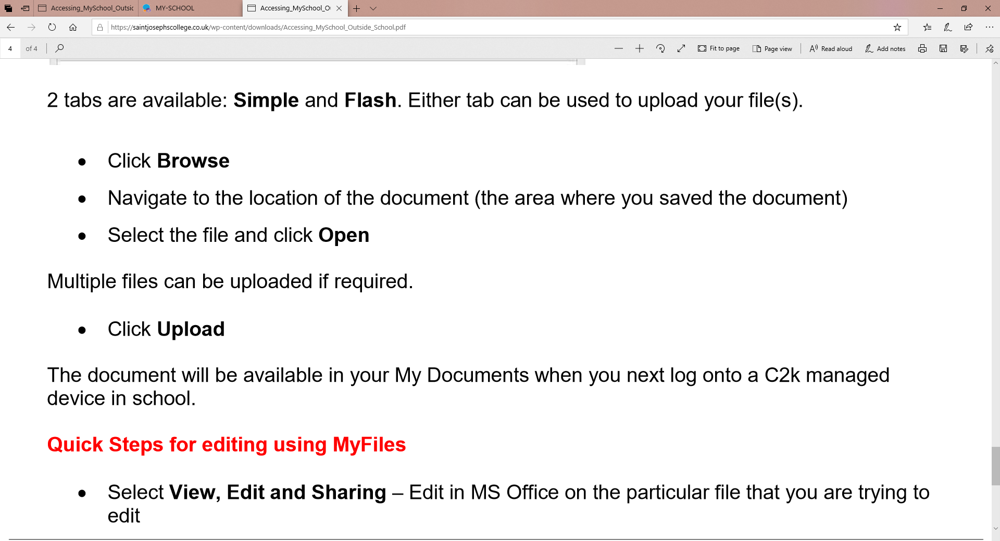 Accessing_MySchool_Outsic
MY-SCHOOL
Accessing_MySchool_O
https://saintjosephscollege.co.uk/wp-content/downloads/Accessing_MySchool_Outside_School.pdf
4 of 4
Fit to page
Page view
Read aloud
Add notes
2 tabs are available: Simple and Flash. Either tab can be used to upload your file(s).
• Click Browse
• Navigate to the location of the document (the area where you saved the document)
• Select the file and click Open
Multiple files can be uploaded if required.
• Click Upload
The document will be available in your My Documents when you next log onto a C2k managed
device in school.
Quick Steps for editing using MyFiles
• Select View, Edit and Sharing – Edit in MS Office on the particular file that you are trying to
edit